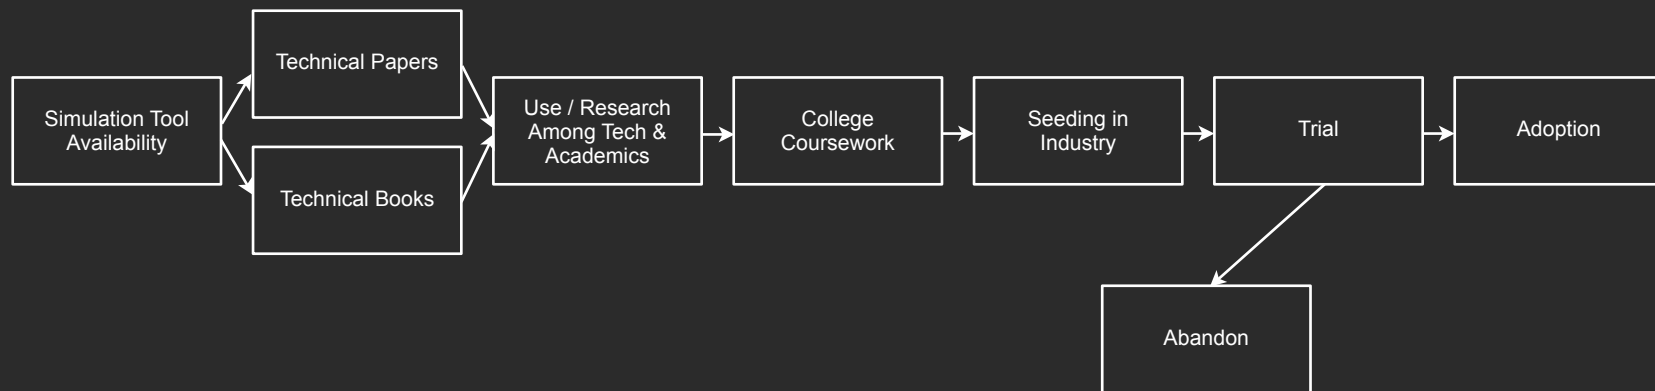 Simulation Tool
Availability
Technical Papers
Technical Books
Use / Research
Among Tech &
Academics
College
Coursework
Seeding in
Industry
Trial
Adoption
Abandon